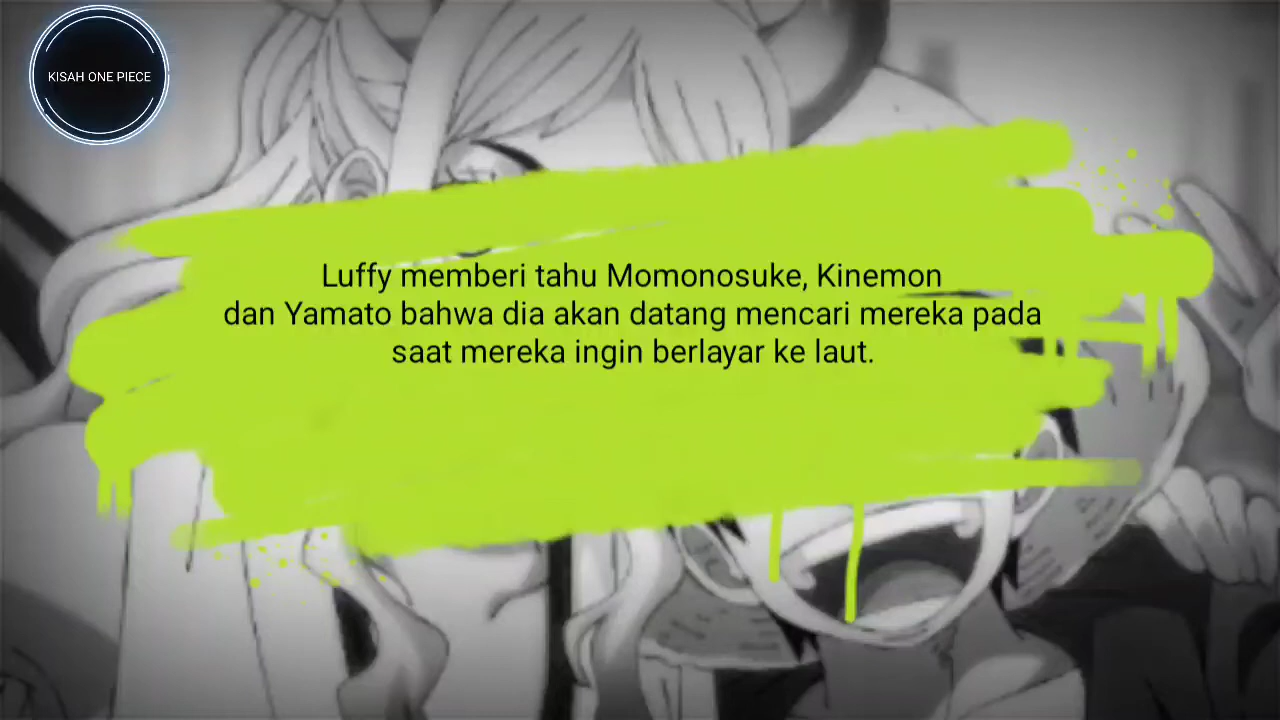 KISAH ONE PIECE
Luffy memberi tahu Momonosuke, Kinemon
dan Yamato bahwa dia akan datang mencari mereka pada
saat mereka ingin berlayar ke laut.